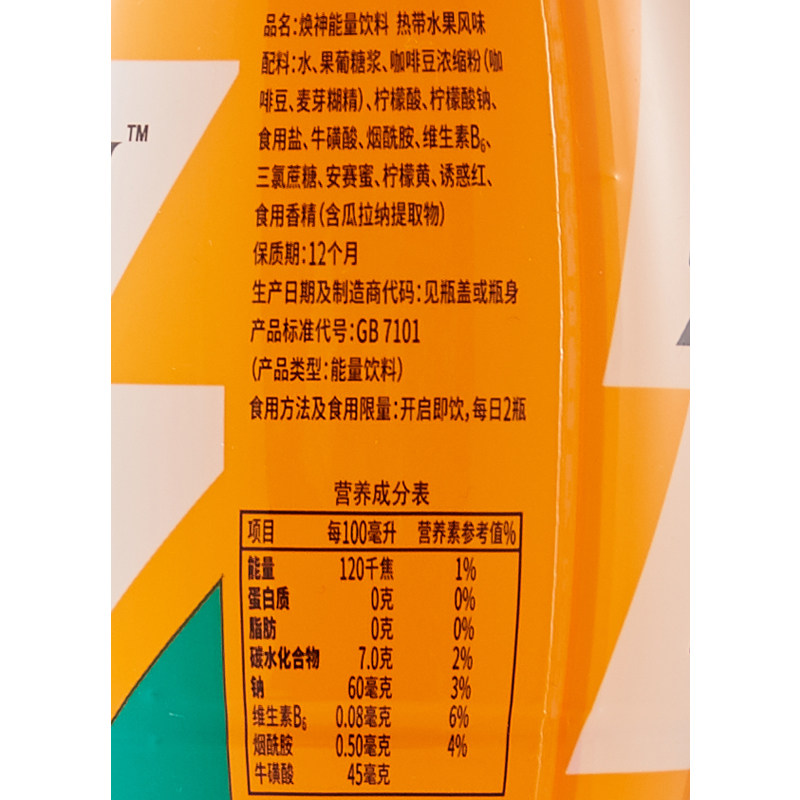 品名:焕神能量饮料 热带水果风味
配料:水、果葡糖浆、咖啡豆浓缩粉(咖
啡豆、麦芽糊精)、柠檬酸、柠檬酸钠、
TM
食用盐、牛磺酸、烟酰胺、维生素B₆、
三氯蔗糖、安赛蜜、柠檬黄、诱惑红、
食用香精(含瓜拉纳提取物)
保质期:12个月
生产日期及制造商代码:见瓶盖或瓶身
产品标准代号:GB 7101
(产品类型:能量饮料)
食用方法及食用限量:开启即饮,每日2瓶
营养成分表
项目 每100毫升 营养素参考值%
能量 120千焦 1%
蛋白质 0克 0%
脂肪 0克 0%
碳水化合物 7.0克 2%
钠 60毫克 3%
维生素B₆ 0.08毫克 6%
烟酰胺 0.50毫克 4%
牛磺酸 45毫克